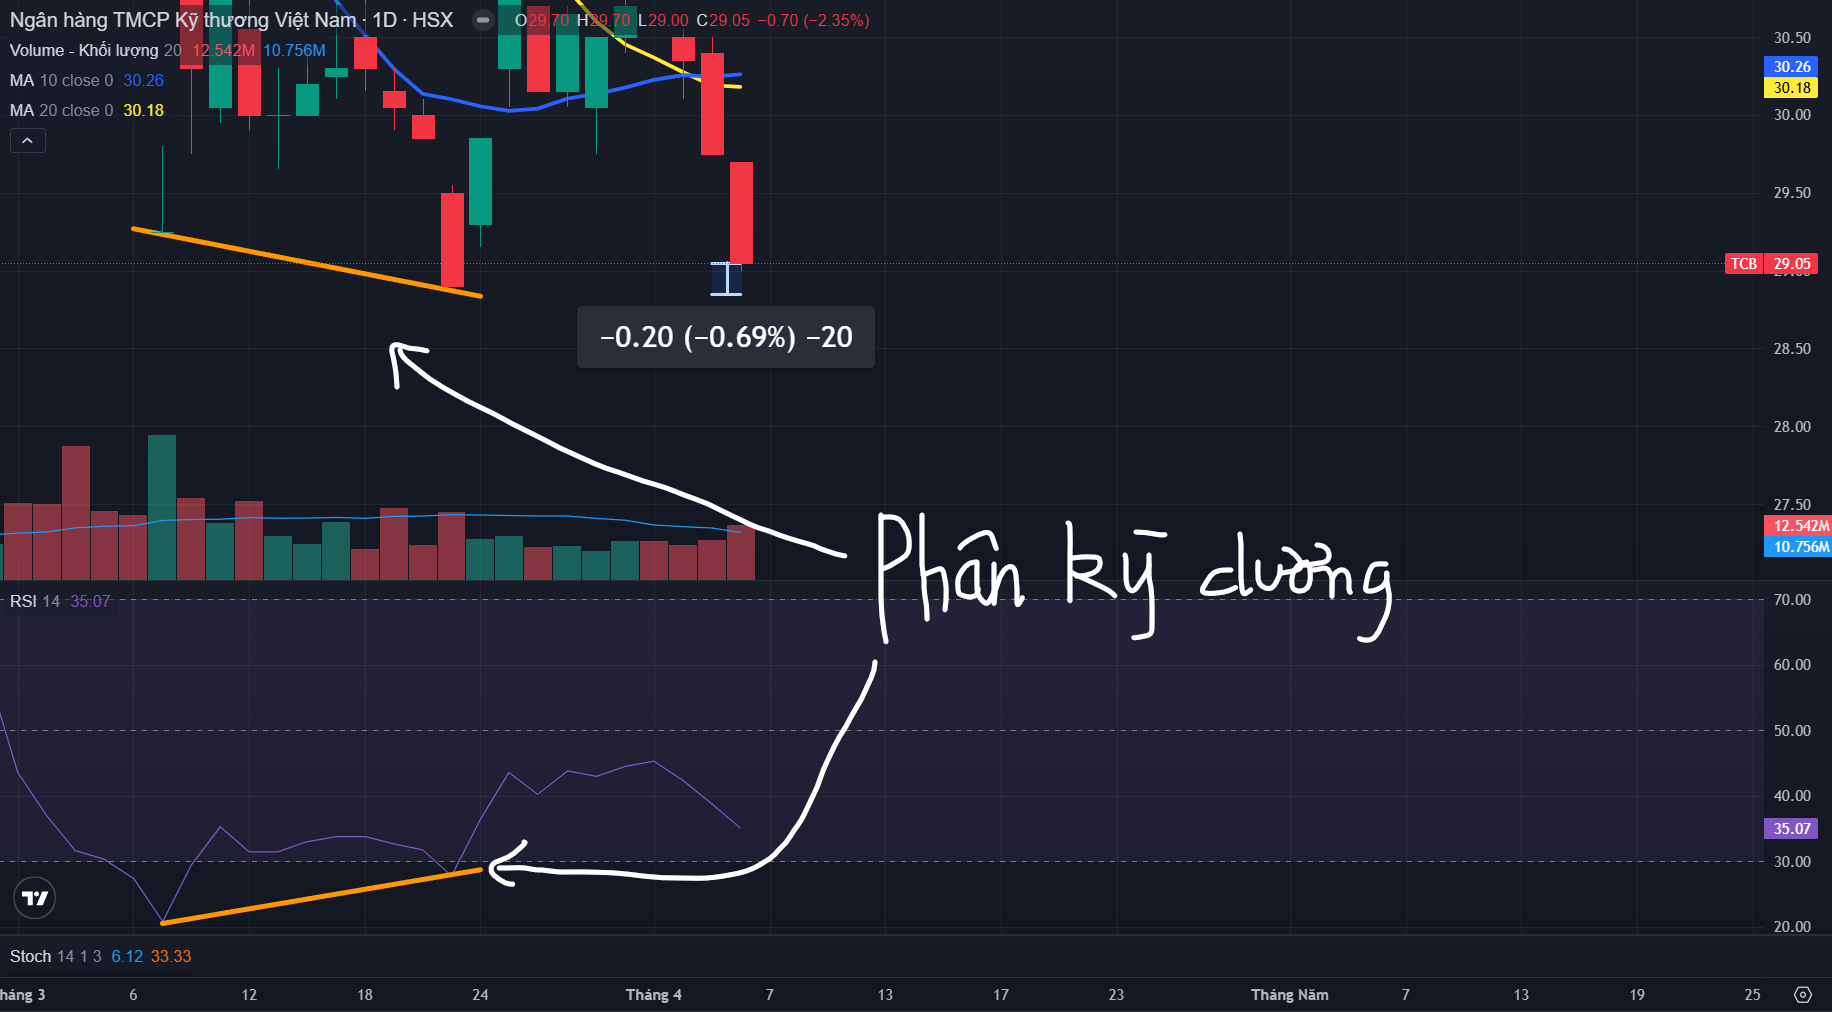 Ngân hàng TMCP Kỹ thương Việt Nam · 1D · HSX O29.70 H29.70 L29.00 C29.05 −0.70 (−2.35%)
Volume - Khối lượng 20 12.542M 10.756M
MA 10 close 0 30.26
MA 20 close 0 30.18
30.50
30.26
30.18
30.00
29.50
TCB 29.05
−0.20 (−0.69%) −20
28.50
28.00
27.50
12.542M
10.756M
Phân kỳ dương
RSI 14 35.07
70.00
60.00
50.00
40.00
35.07
30.00
20.00
Stoch 14 1 3 6.12 33.33
háng 3 6 12 18 24 Tháng 4 7 13 17 23 Tháng Năm 7 13 19 25